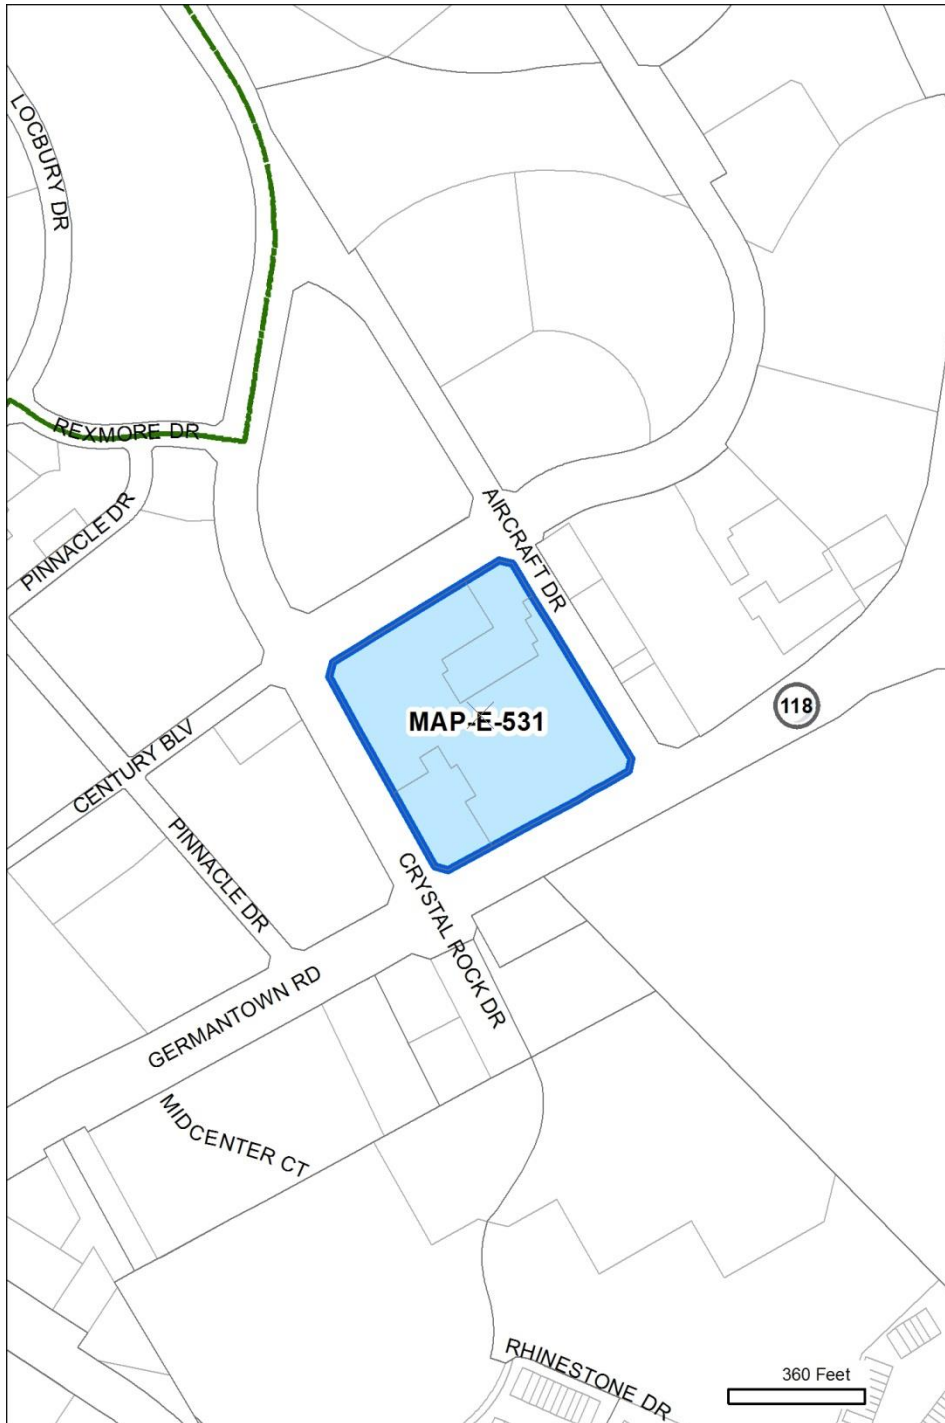 LOCBURY DR
REXMORE DR
PINNACLE DR
AIRCRAFT DR
118
MAP-E-531
CENTURY BLV
PINNACLE DR
CRYSTAL ROCK DR
GERMANTOWN RD
MIDCENTER CT
RHINESTONE DR
360 Feet